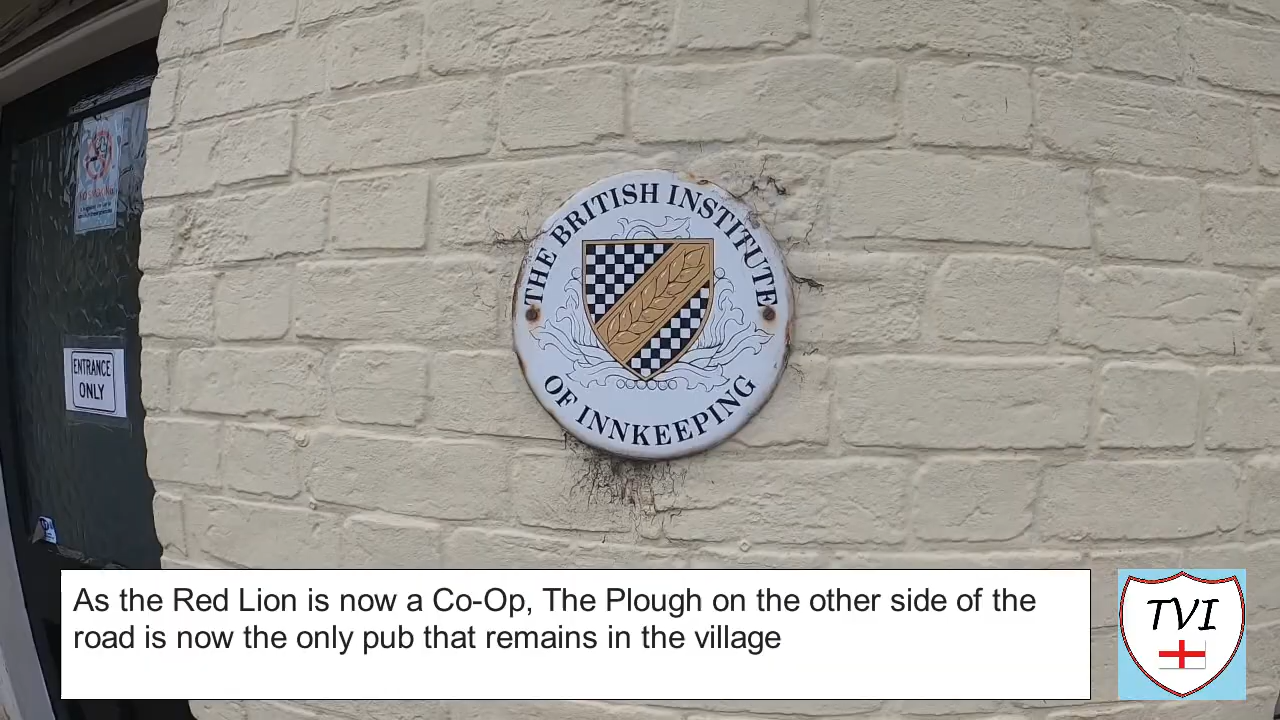 THE BRITISH INSTITUTE
OF INNKEEPING
ENTRANCE
ONLY
As the Red Lion is now a Co-Op, The Plough on the other side of the
road is now the only pub that remains in the village
TVI